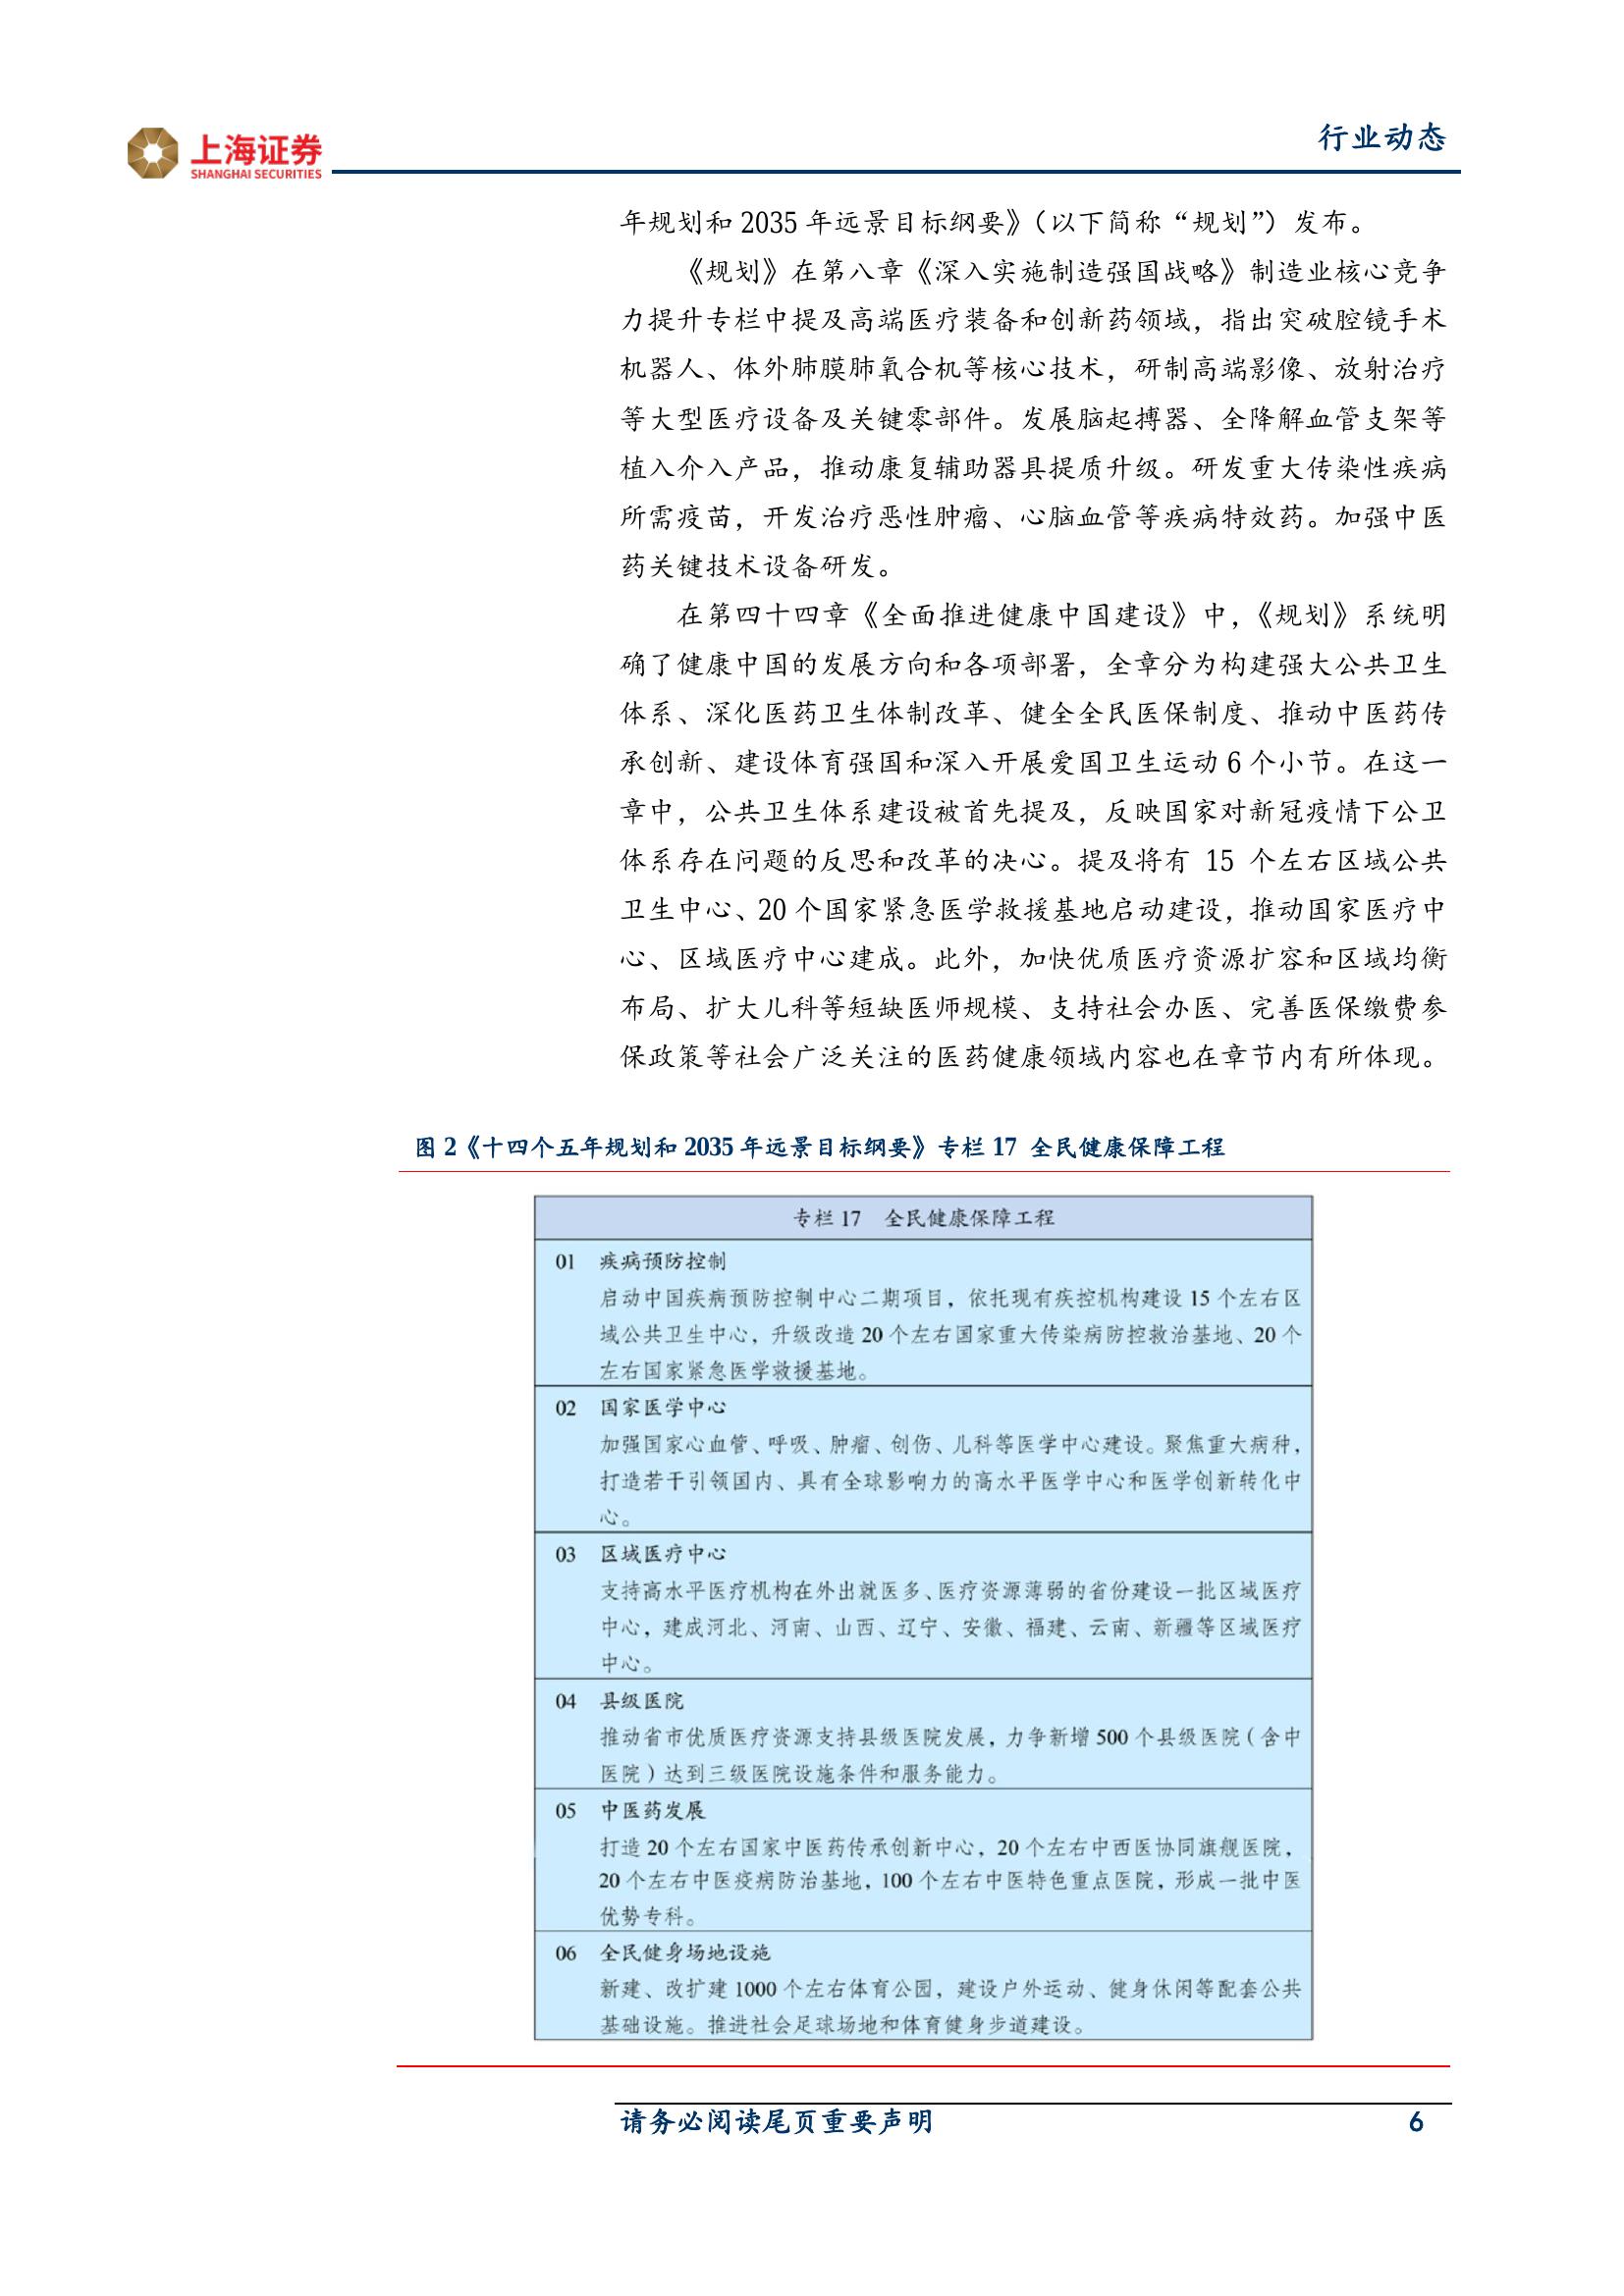 上海证券
SHANGHAI SECURITIES
行业动态
年规划和 2035 年远景目标纲要》（以下简称“规划”）发布。
《规划》在第八章《深入实施制造强国战略》制造业核心竞争
力提升专栏中提及高端医疗装备和创新药领域，指出突破腔镜手术
机器人、体外肺膜肺氧合机等核心技术，研制高端影像、放射治疗
等大型医疗设备及关键零部件。发展脑起搏器、全降解血管支架等
植入介入产品，推动康复辅助器具提质升级。研发重大传染性疾病
所需疫苗，开发治疗恶性肿瘤、心脑血管等疾病特效药。加强中医
药关键技术设备研发。
在第四十四章《全面推进健康中国建设》中，《规划》系统明
确了健康中国的发展方向和各项部署，全章分为构建强大公共卫生
体系、深化医药卫生体制改革、健全全民医保制度、推动中医药传
承创新、建设体育强国和深入开展爱国卫生运动 6 个小节。在这一
章中，公共卫生体系建设被首先提及，反映国家对新冠疫情下公卫
体系存在问题的反思和改革的决心。提及将有 15 个左右区域公共
卫生中心、20 个国家紧急医学救援基地启动建设，推动国家医疗中
心、区域医疗中心建成。此外，加快优质医疗资源扩容和区域均衡
布局、扩大儿科等短缺医师规模、支持社会办医、完善医保缴费参
保政策等社会广泛关注的医药健康领域内容也在章节内有所体现。
图 2《十四个五年规划和 2035 年远景目标纲要》专栏 17 全民健康保障工程
专栏 17 全民健康保障工程
01 疾病预防控制
启动中国疾病预防控制中心二期项目，依托现有疾控机构建设 15 个左右区
域公共卫生中心，升级改造 20 个左右国家重大传染病防控救治基地、20 个
左右国家紧急医学救援基地。
02 国家医学中心
加强国家心血管、呼吸、肿瘤、创伤、儿科等医学中心建设。聚焦重大病种，
打造若干引领国内、具有全球影响力的高水平医学中心和医学创新转化中
心。
03 区域医疗中心
支持高水平医疗机构在外出就医多、医疗资源薄弱的省份建设一批区域医疗
中心，建成河北、河南、山西、辽宁、安徽、福建、云南、新疆等区域医疗
中心。
04 县级医院
推动省市优质医疗资源支持县级医院发展，力争新增 500 个县级医院（含中
医院）达到三级医院设施条件和服务能力。
05 中医药发展
打造 20 个左右国家中医药传承创新中心，20 个左右中西医协同旗舰医院，
20 个左右中医疫病防治基地，100 个左右中医特色重点医院，形成一批中医
优势专科。
06 全民健身场地设施
新建、改扩建 1000 个左右体育公园，建设户外运动、健身休闲等配套公共
基础设施。推进社会足球场地和体育健身步道建设。
请务必阅读尾页重要声明 6